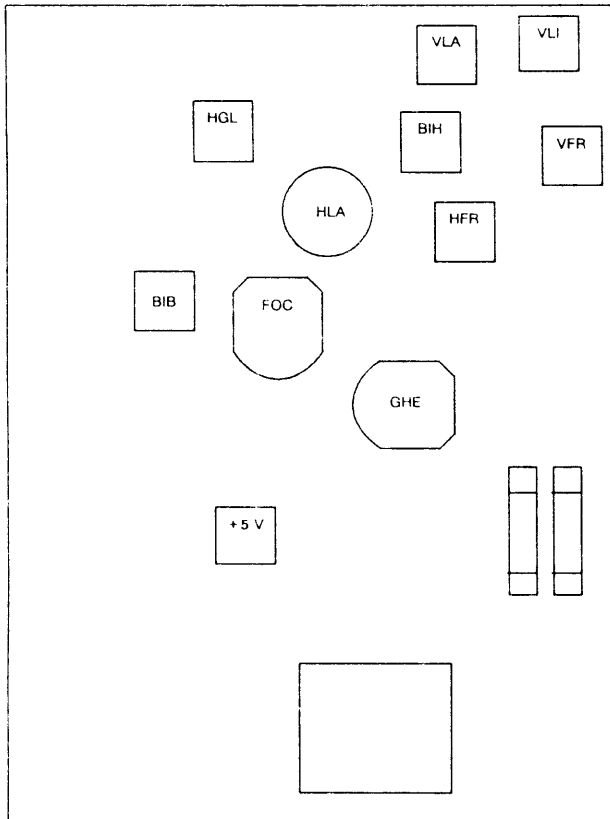 VLA
VLI
HGL
BIH
VFR
HLA
HFR
BIB
FOC
GHE
+5 V